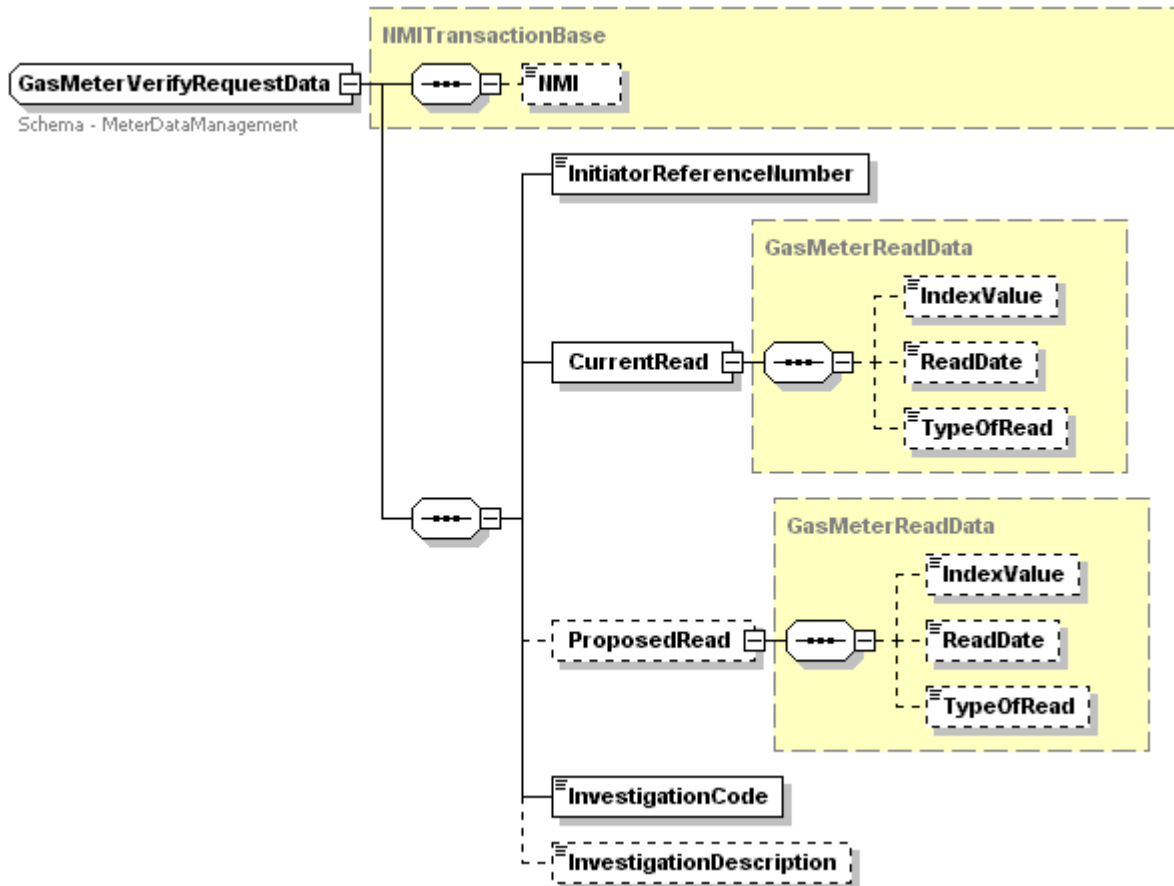 NMITransactionBase
GasMeterVerifyRequestData
NMI
Schema - MeterDataManagement
InitiatorReferenceNumber
GasMeterReadData
IndexValue
CurrentRead
ReadDate
TypeOfRead
GasMeterReadData
IndexValue
ProposedRead
ReadDate
TypeOfRead
InvestigationCode
InvestigationDescription